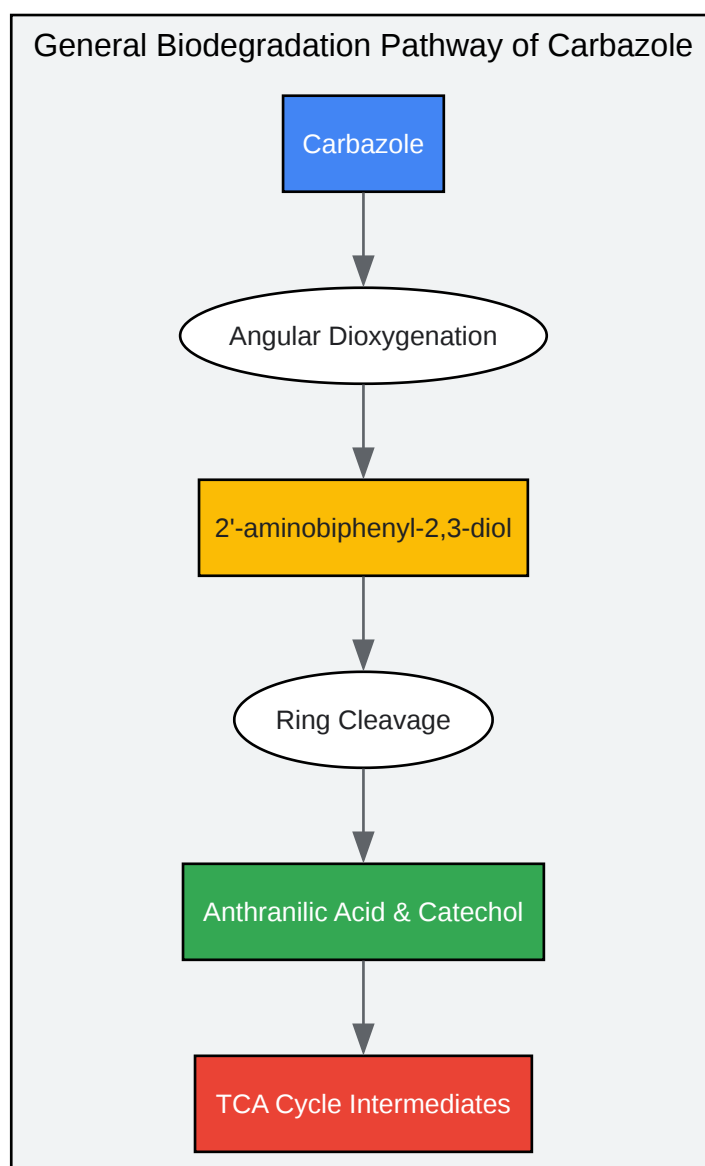 General Biodegradation Pathway of Carbazole
Carbazole
Angular Dioxygenation
2'-aminobiphenyl-2,3-diol
Ring Cleavage
Anthranilic Acid & Catechol
TCA Cycle Intermediates